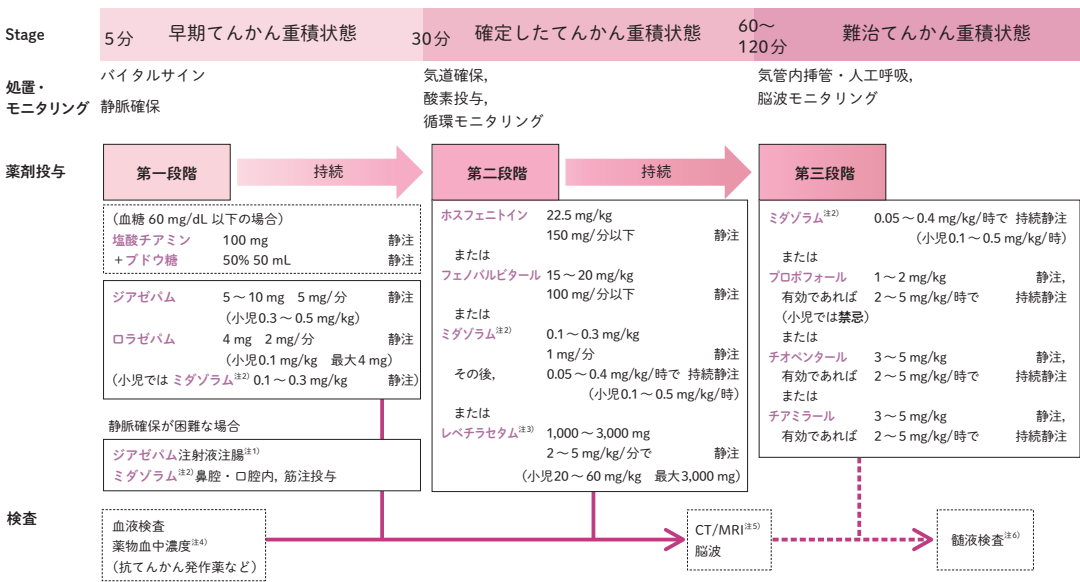 Stage
5分 早期てんかん重積状態
30分 確定したてんかん重積状態
60〜
120分 難治てんかん重積状態
処置・
モニタリング
バイタルサイン
静脈確保
気道確保,
酸素投与,
循環モニタリング
気管内挿管・人工呼吸,
脳波モニタリング
薬剤投与
第一段階
持続
第二段階
持続
第三段階
(血糖 60 mg/dL 以下の場合)
塩酸チアミン 100 mg 静注
+ブドウ糖 50% 50 mL 静注
ジアゼパム 5〜10 mg 5 mg/分 静注
(小児0.3〜0.5 mg/kg)
ロラゼパム 4 mg 2 mg/分 静注
(小児0.1 mg/kg 最大4 mg)
(小児では ミダゾラム注2) 0.1〜0.3 mg/kg 静注)
静脈確保が困難な場合
ジアゼパム注射液注腸注1)
ミダゾラム注2) 鼻腔・口腔内, 筋注投与
ホスフェニトイン 22.5 mg/kg
150 mg/分以下 静注
または
フェノバルビタール 15〜20 mg/kg
100 mg/分以下 静注
または
ミダゾラム注2) 0.1〜0.3 mg/kg
1 mg/分 静注
その後, 0.05〜0.4 mg/kg/時で 持続静注
(小児0.1〜0.5 mg/kg/時)
または
レベチラセタム注3) 1,000〜3,000 mg
2〜5 mg/kg/分で 静注
(小児20〜60 mg/kg 最大3,000 mg)
ミダゾラム注2) 0.05〜0.4 mg/kg/時で 持続静注
(小児0.1〜0.5 mg/kg/時)
または
プロポフォール 1〜2 mg/kg 静注,
有効であれば 2〜5 mg/kg/時で 持続静注
(小児では禁忌)
または
チオペンタール 3〜5 mg/kg 静注,
有効であれば 2〜5 mg/kg/時で 持続静注
または
チアミラール 3〜5 mg/kg 静注,
有効であれば 2〜5 mg/kg/時で 持続静注
検査
血液検査
薬物血中濃度注4)
(抗てんかん発作薬など)
CT/MRI注5)
脳波
髄液検査注6)